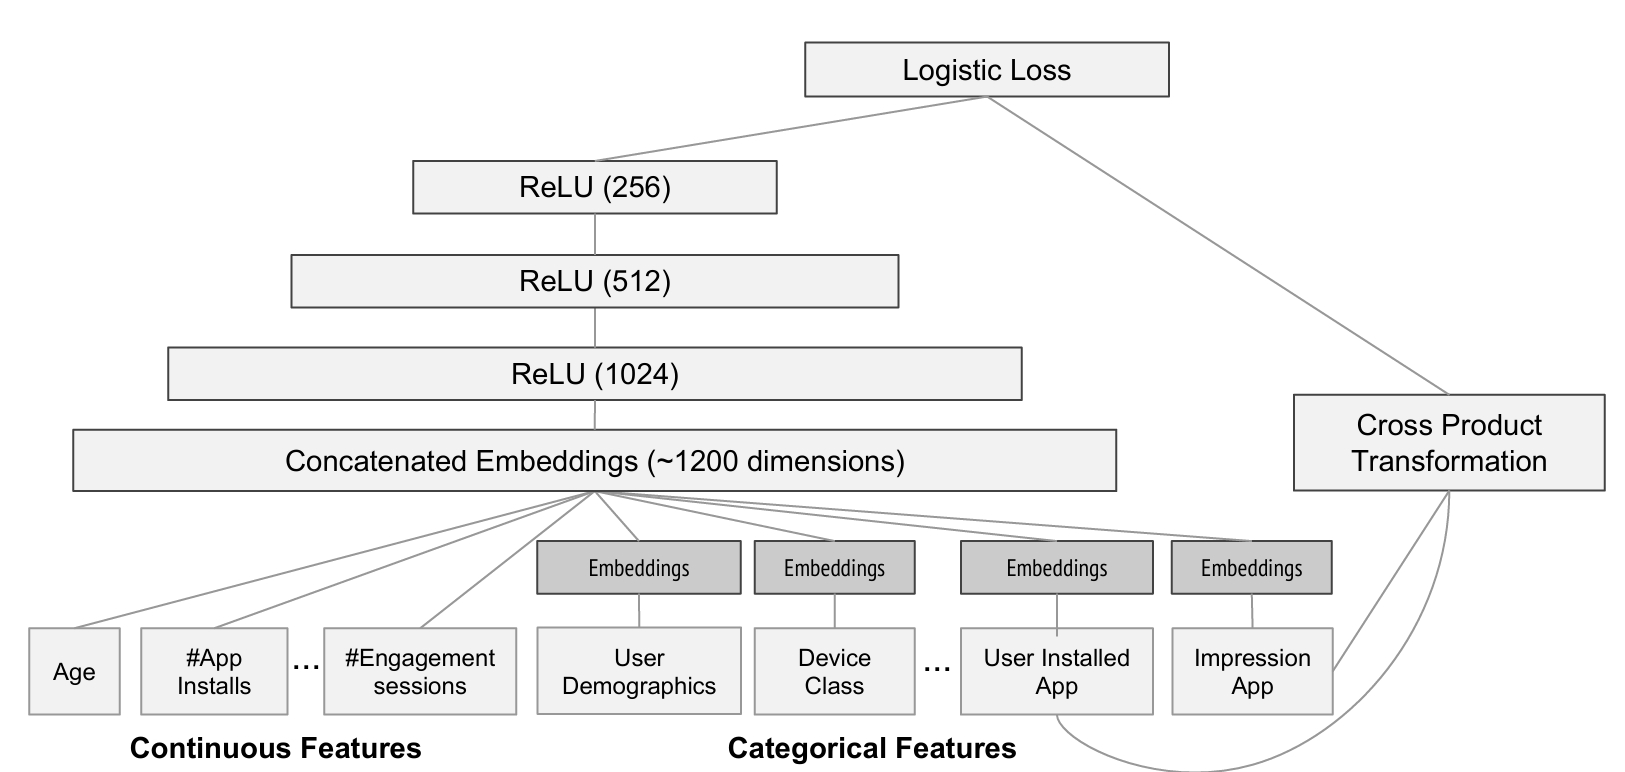 Logistic Loss
ReLU (256)
ReLU (512)
ReLU (1024)
Concatenated Embeddings (~1200 dimensions)
Cross Product
Transformation
Embeddings
Embeddings
Embeddings
Embeddings
Age
#App
Installs
...
#Engagement
sessions
User
Demographics
Device
Class
...
User Installed
App
Impression
App
Continuous Features
Categorical Features